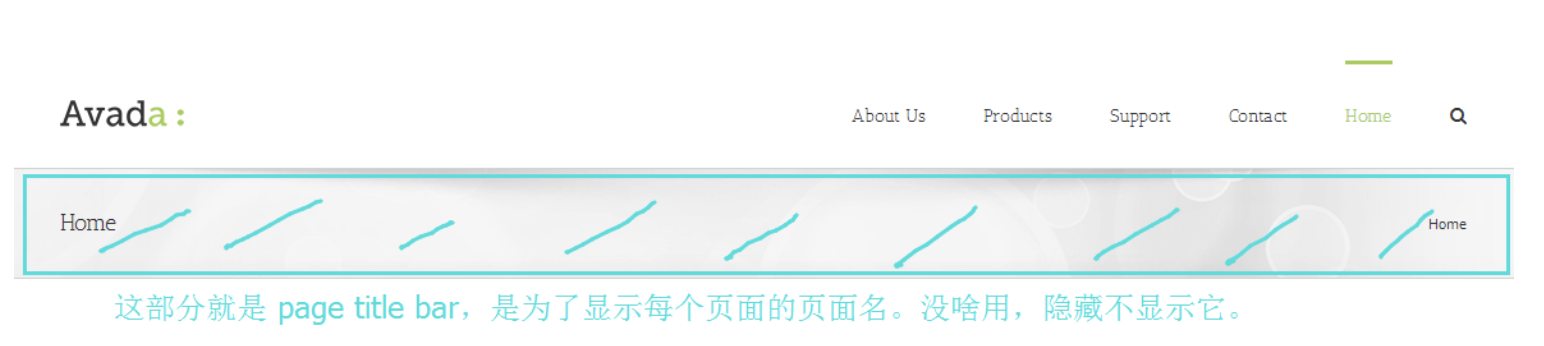 Avada :
About Us Products Support Contact Home
Home Home
这部分就是 page title bar，是为了显示每个页面的页面名。没啥用，隐藏不显示它。